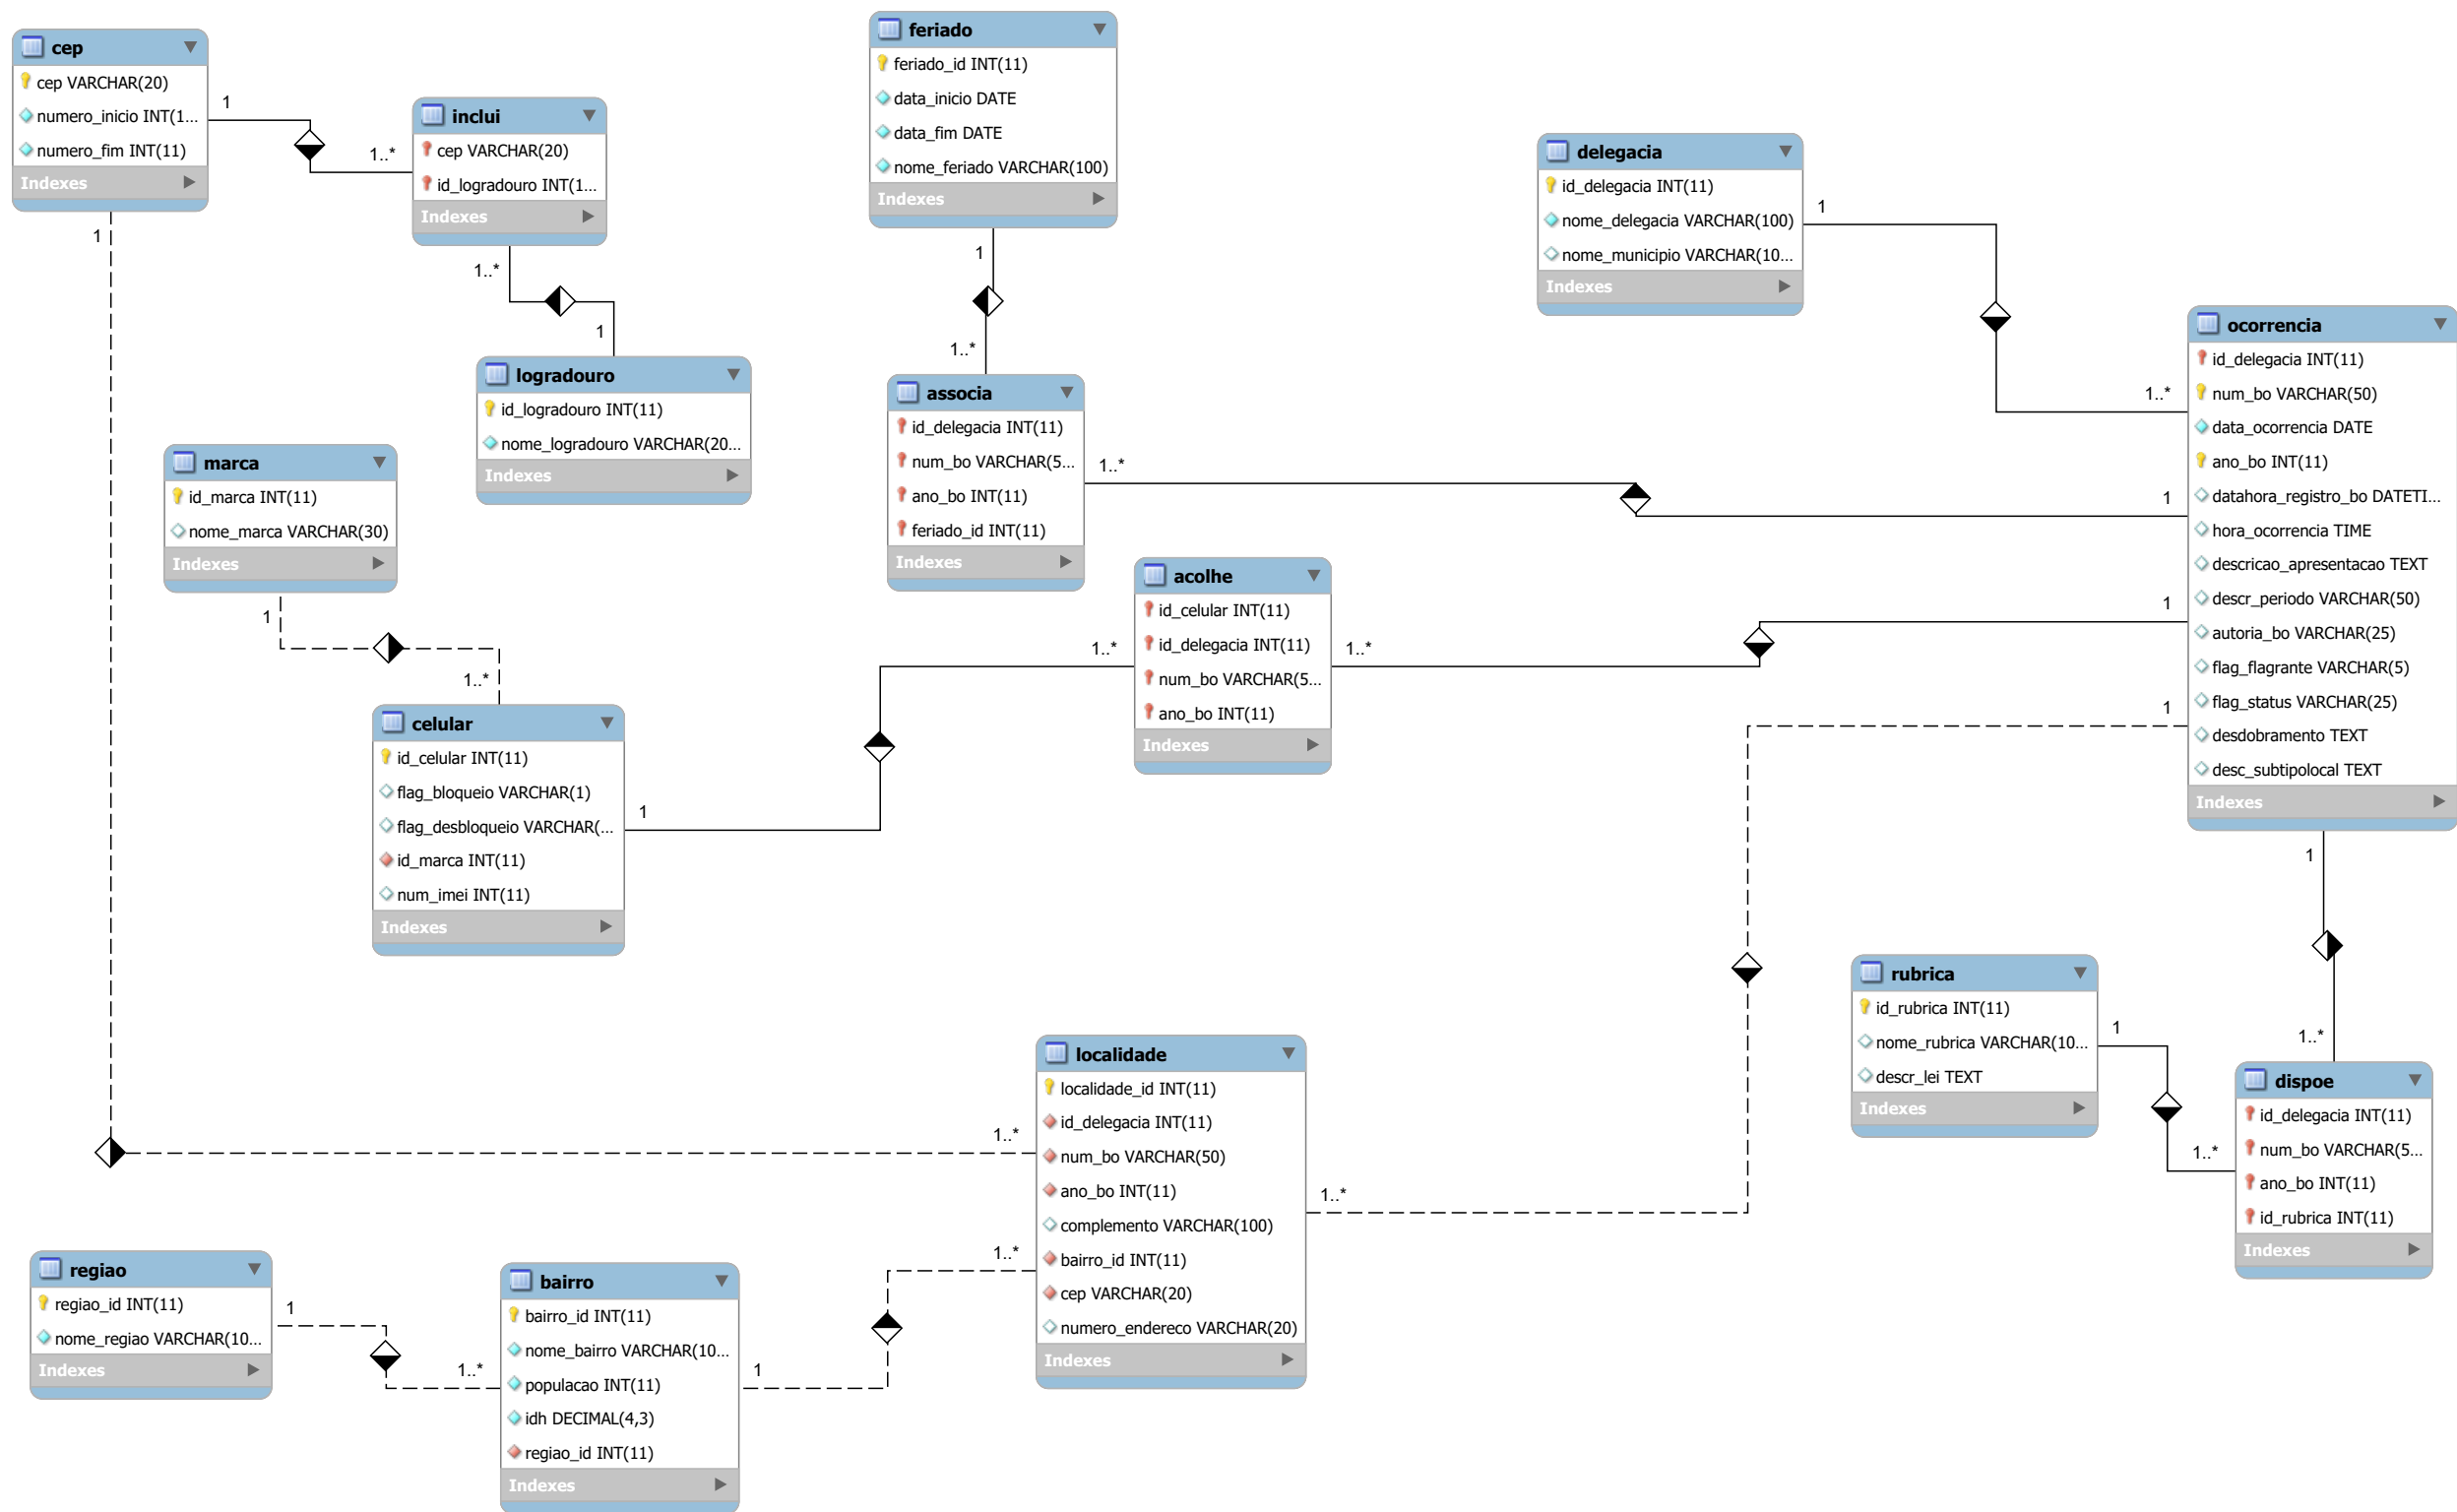 cep
cep VARCHAR(20)
numero_inicio INT(1...
numero_fim INT(11)
Indexes
1
1..*
1
inclui
cep VARCHAR(20)
id_logradouro INT(1...
Indexes
1..*
1
logradouro
id_logradouro INT(11)
nome_logradouro VARCHAR(20...
Indexes
feriado
feriado_id INT(11)
data_inicio DATE
data_fim DATE
nome_feriado VARCHAR(100)
Indexes
1
1..*
associa
id_delegacia INT(11)
num_bo VARCHAR(5...
ano_bo INT(11)
feriado_id INT(11)
Indexes
1..*
1
delegacia
id_delegacia INT(11)
nome_delegacia VARCHAR(100)
nome_municipio VARCHAR(10...
Indexes
1
1..*
ocorrencia
id_delegacia INT(11)
num_bo VARCHAR(50)
data_ocorrencia DATE
ano_bo INT(11)
datahora_registro_bo DATETI...
hora_ocorrencia TIME
descricao_apresentacao TEXT
descr_periodo VARCHAR(50)
autoria_bo VARCHAR(25)
flag_flagrante VARCHAR(5)
flag_status VARCHAR(25)
desdobramento TEXT
desc_subtipolocal TEXT
Indexes
1
1
1
1..*
marca
id_marca INT(11)
nome_marca VARCHAR(30)
Indexes
1
1..*
celular
id_celular INT(11)
flag_bloqueio VARCHAR(1)
flag_desbloqueio VARCHAR(...
id_marca INT(11)
num_imei INT(11)
Indexes
1
1..*
acolhe
id_celular INT(11)
id_delegacia INT(11)
num_bo VARCHAR(5...
ano_bo INT(11)
Indexes
1..*
rubrica
id_rubrica INT(11)
nome_rubrica VARCHAR(10...
descr_lei TEXT
Indexes
1
1..*
dispoe
id_delegacia INT(11)
num_bo VARCHAR(5...
ano_bo INT(11)
id_rubrica INT(11)
Indexes
localidade
localidade_id INT(11)
id_delegacia INT(11)
num_bo VARCHAR(50)
ano_bo INT(11)
complemento VARCHAR(100)
bairro_id INT(11)
cep VARCHAR(20)
numero_endereco VARCHAR(20)
Indexes
1..*
1..*
1..*
regiao
regiao_id INT(11)
nome_regiao VARCHAR(10...
Indexes
1
1..*
bairro
bairro_id INT(11)
nome_bairro VARCHAR(10...
populacao INT(11)
idh DECIMAL(4,3)
regiao_id INT(11)
Indexes
1